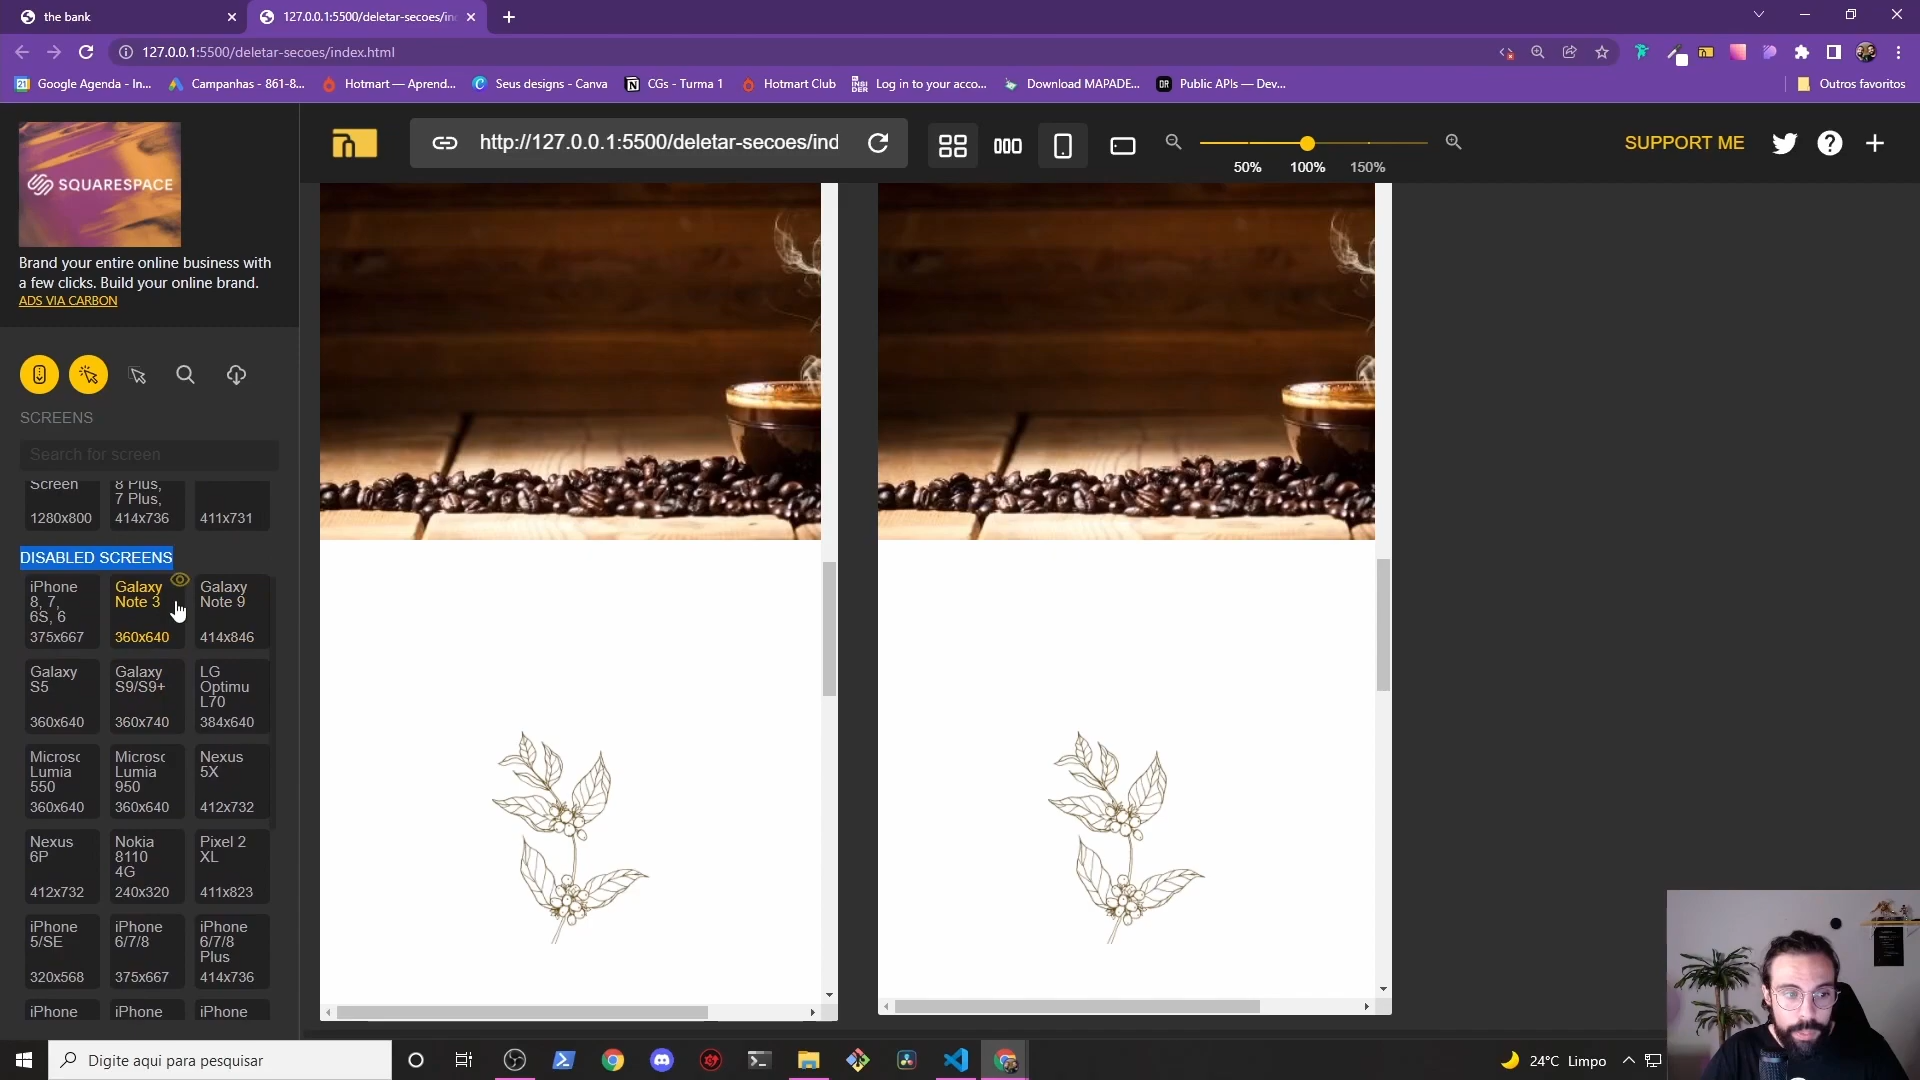 the bank
127.0.0.1:5500/deletar-secoes/in
127.0.0.1:5500/deletar-secoes/index.html
Google Agenda - In...
Campanhas - 861-8...
Hotmart — Aprend...
Seus designs - Canva
CGs - Turma 1
Hotmart Club
Log in to your acco...
Download MAPADE...
Public APIs — Dev...
Outros favoritos
SQUARESPACE
Brand your entire online business with
a few clicks. Build your online brand.
ADS VIA CARBON
http://127.0.0.1:5500/deletar-secoes/ind
50%
100%
150%
SUPPORT ME
SCREENS
Search for screen
Screen
1280x800
8 Plus,
7 Plus,
414x736
411x731
DISABLED SCREENS
iPhone
8, 7,
6S, 6
375x667
Galaxy
Note 3
360x640
Galaxy
Note 9
414x846
Galaxy
S5
360x640
Galaxy
S9/S9+
360x740
LG
Optimu
L70
384x640
Microsc
Lumia
550
360x640
Microsc
Lumia
950
360x640
Nexus
5X
412x732
Nexus
6P
412x732
Nokia
8110
4G
240x320
Pixel 2
XL
411x823
iPhone
5/SE
320x568
iPhone
6/7/8
375x667
iPhone
6/7/8
Plus
414x736
iPhone
iPhone
iPhone
Digite aqui para pesquisar
24°C Limpo